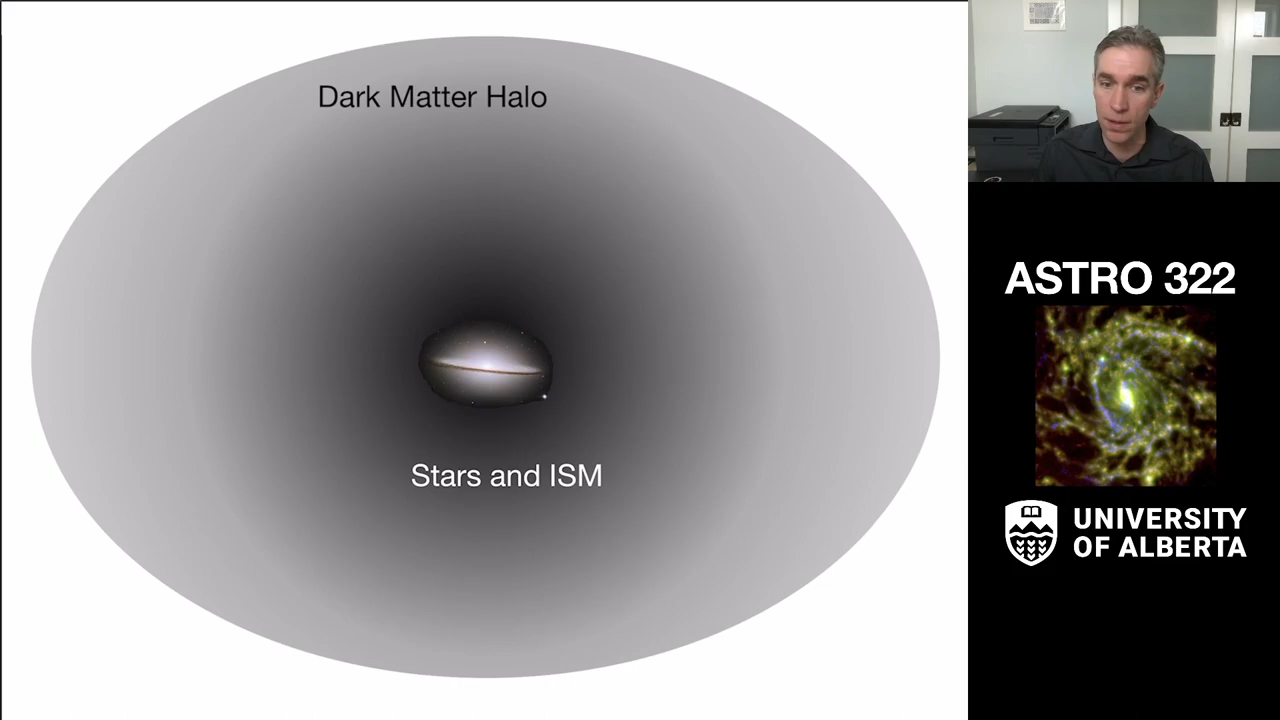 Dark Matter Halo
Stars and ISM
ASTRO 322
UNIVERSITY
OF ALBERTA